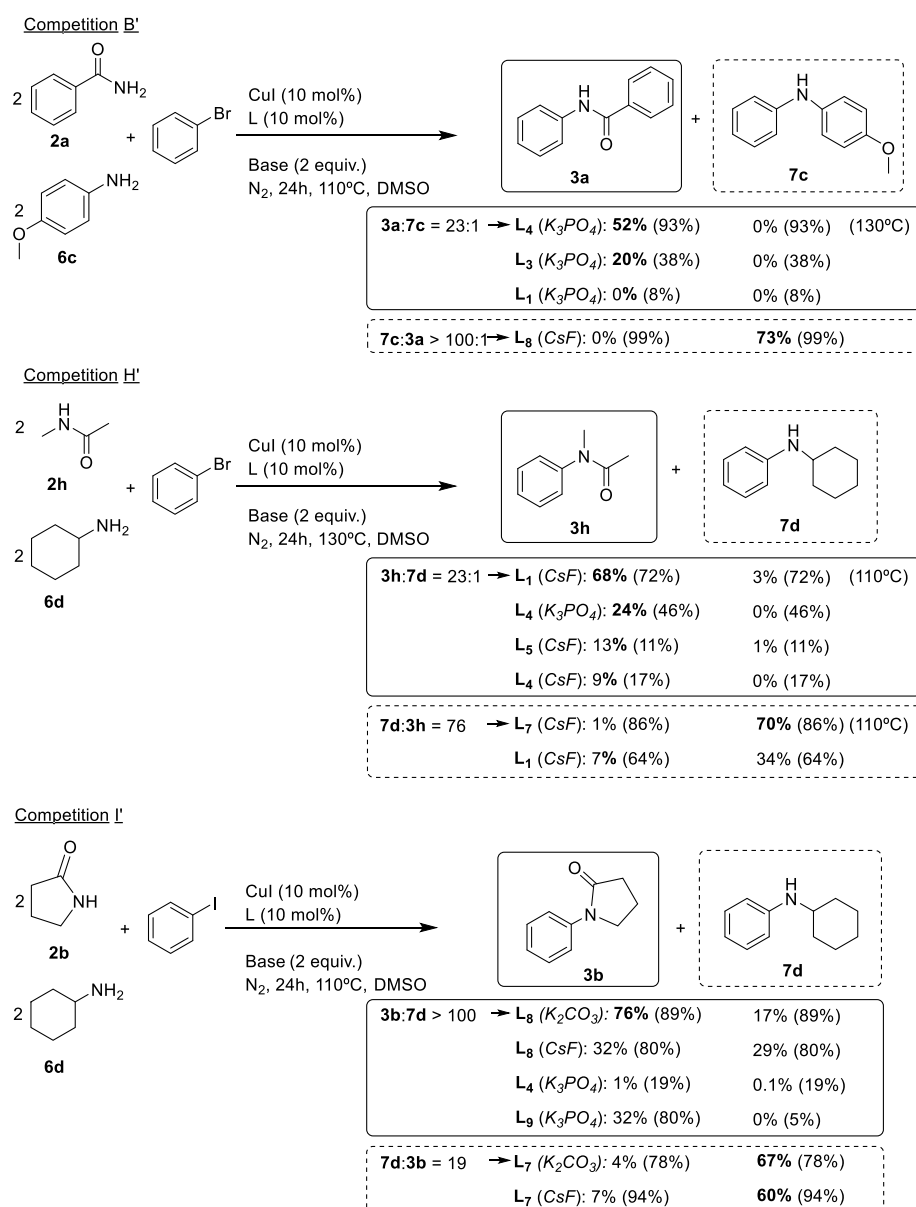 Competition B'
2
O
NH2
2a
2
NH2
O
6c
+
Br
CuI (10 mol%)
L (10 mol%)
Base (2 equiv.)
N2, 24h, 110ºC, DMSO
H
N
O
3a
+
H
N
O
7c
3a:7c = 23:1 → L4 (K3PO4): 52% (93%) 0% (93%) (130ºC)
L3 (K3PO4): 20% (38%) 0% (38%)
L1 (K3PO4): 0% (8%) 0% (8%)
7c:3a > 100:1 → L8 (CsF): 0% (99%) 73% (99%)
Competition H'
2
H
N
O
2h
2
NH2
6d
+
Br
CuI (10 mol%)
L (10 mol%)
Base (2 equiv.)
N2, 24h, 130ºC, DMSO
N
O
3h
+
H
N
7d
3h:7d = 23:1 → L1 (CsF): 68% (72%) 3% (72%) (110ºC)
L4 (K3PO4): 24% (46%) 0% (46%)
L5 (CsF): 13% (11%) 1% (11%)
L4 (CsF): 9% (17%) 0% (17%)
7d:3h = 76 → L7 (CsF): 1% (86%) 70% (86%) (110ºC)
L1 (CsF): 7% (64%) 34% (64%)
Competition I'
O
2
NH
2b
2
NH2
6d
+
I
CuI (10 mol%)
L (10 mol%)
Base (2 equiv.)
N2, 24h, 110ºC, DMSO
O
N
3b
+
H
N
7d
3b:7d > 100 → L8 (K2CO3): 76% (89%) 17% (89%)
L8 (CsF): 32% (80%) 29% (80%)
L4 (K3PO4): 1% (19%) 0.1% (19%)
L9 (K3PO4): 32% (80%) 0% (5%)
7d:3b = 19 → L7 (K2CO3): 4% (78%) 67% (78%)
L7 (CsF): 7% (94%) 60% (94%)